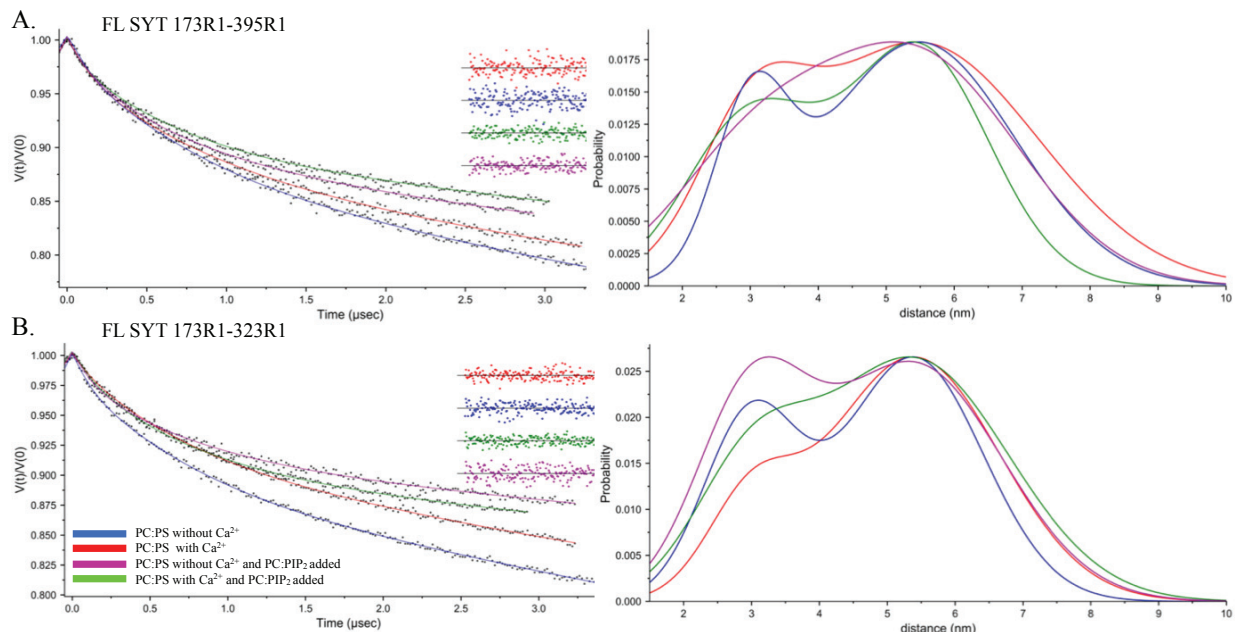 A. FL SYT 173R1-395R1
1.00
0.95
0.90
0.85
0.80
V(t)/V(0)
0.0 0.5 1.0 1.5 2.0 2.5 3.0
Time (μsec)
0.0175
0.0150
0.0125
0.0100
0.0075
0.0050
0.0025
0.0000
Probability
2 3 4 5 6 7 8 9 10
distance (nm)
B. FL SYT 173R1-323R1
1.000
0.975
0.950
0.925
0.900
0.875
0.850
0.825
0.800
V(t)/V(0)
PC:PS without Ca²⁺
PC:PS with Ca²⁺
PC:PS without Ca²⁺ and PC:PIP₂ added
PC:PS with Ca²⁺ and PC:PIP₂ added
0.0 0.5 1.0 1.5 2.0 2.5 3.0
Time (μsec)
0.025
0.020
0.015
0.010
0.005
0.000
Probability
2 3 4 5 6 7 8 9 10
distance (nm)